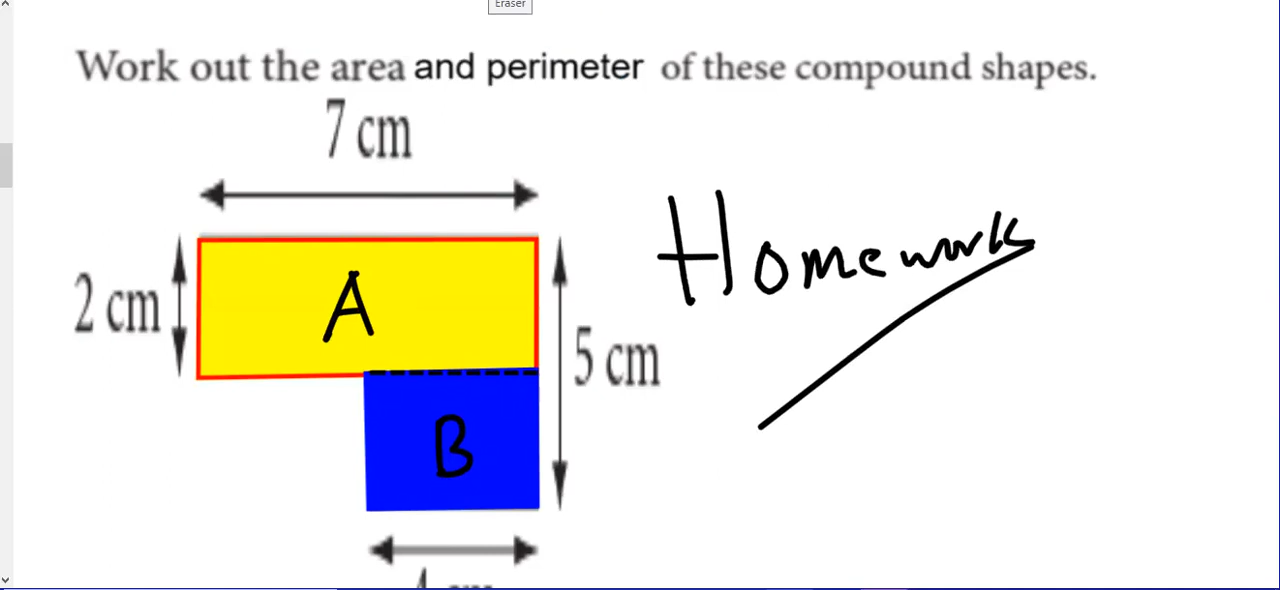 Eraser
Work out the area and perimeter of these compound shapes.
7 cm
Homework
2 cm
A
5 cm
B